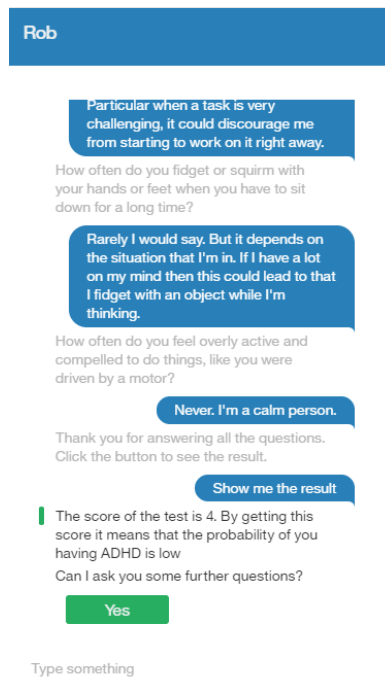 Rob
Particular when a task is very
challenging, it could discourage me
from starting to work on it right away.
How often do you fidget or squirm with
your hands or feet when you have to sit
down for a long time?
Rarely I would say. But it depends on
the situation that I'm in. If I have a lot
on my mind then this could lead to that
I fidget with an object while I'm
thinking.
How often do you feel overly active and
compelled to do things, like you were
driven by a motor?
Never. I'm a calm person.
Thank you for answering all the questions.
Click the button to see the result.
Show me the result
The score of the test is 4. By getting this
score it means that the probability of you
having ADHD is low
Can I ask you some further questions?
Yes
Type something